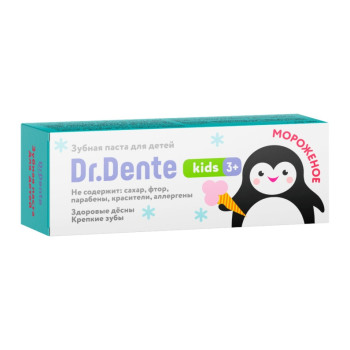 Зубная паста для детей
Dr.Dente kids 3+
Не содержит: сахар, фтор,
парабены, красители, аллергены
Здоровые дёсны
Крепкие зубы
МОРОЖЕНОЕ